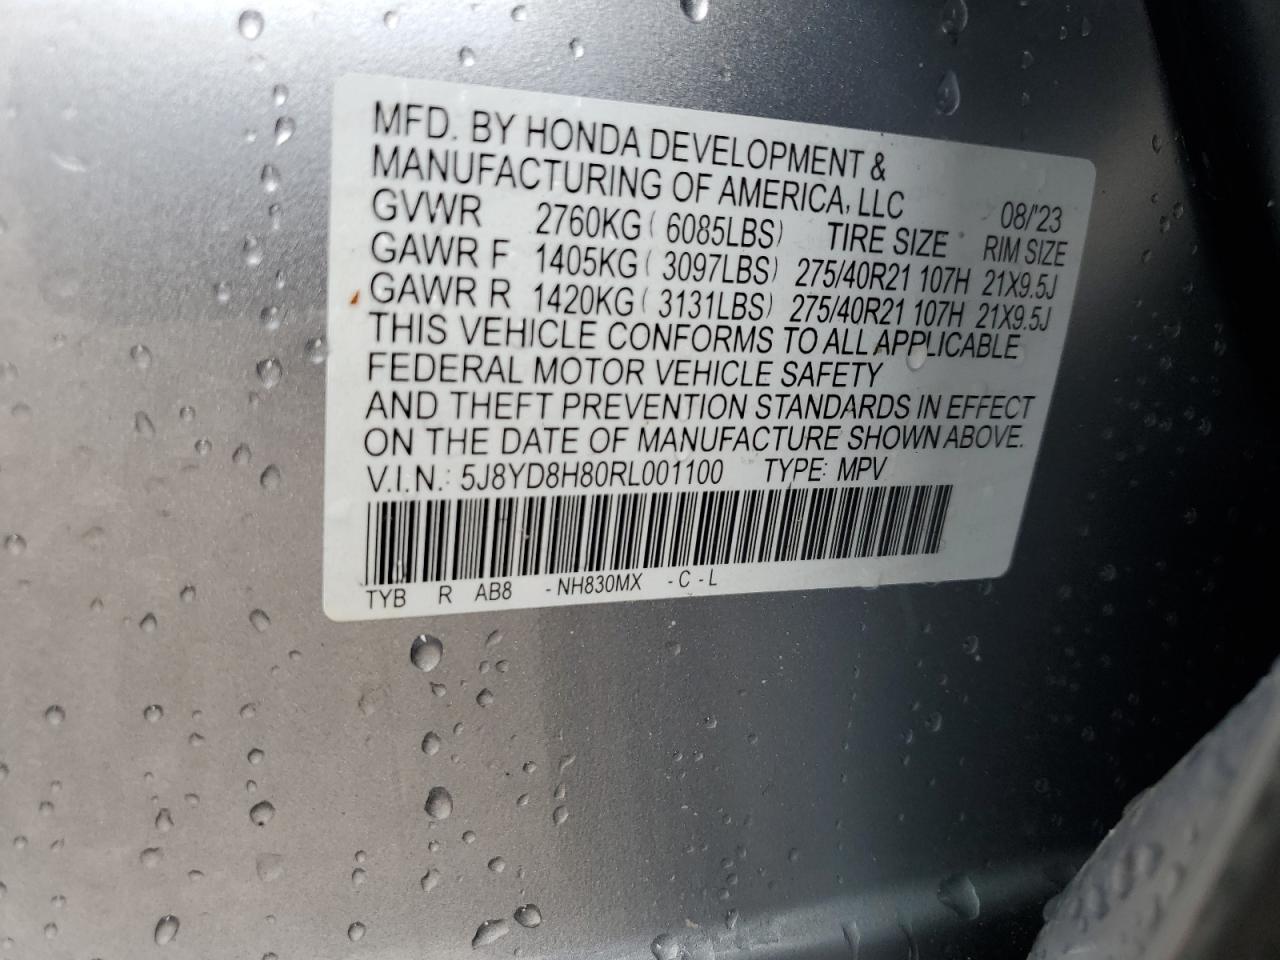 MFD. BY HONDA DEVELOPMENT &
MANUFACTURING OF AMERICA, LLC 08/'23
GVWR 2760KG ( 6085LBS) TIRE SIZE RIM SIZE
GAWR F 1405KG ( 3097LBS) 275/40R21 107H 21X9.5J
GAWR R 1420KG ( 3131LBS) 275/40R21 107H 21X9.5J
THIS VEHICLE CONFORMS TO ALL APPLICABLE
FEDERAL MOTOR VEHICLE SAFETY
AND THEFT PREVENTION STANDARDS IN EFFECT
ON THE DATE OF MANUFACTURE SHOWN ABOVE.
V.I.N.: 5J8YD8H80RL001100 TYPE: MPV
TYB R AB8 - NH830MX - C - L